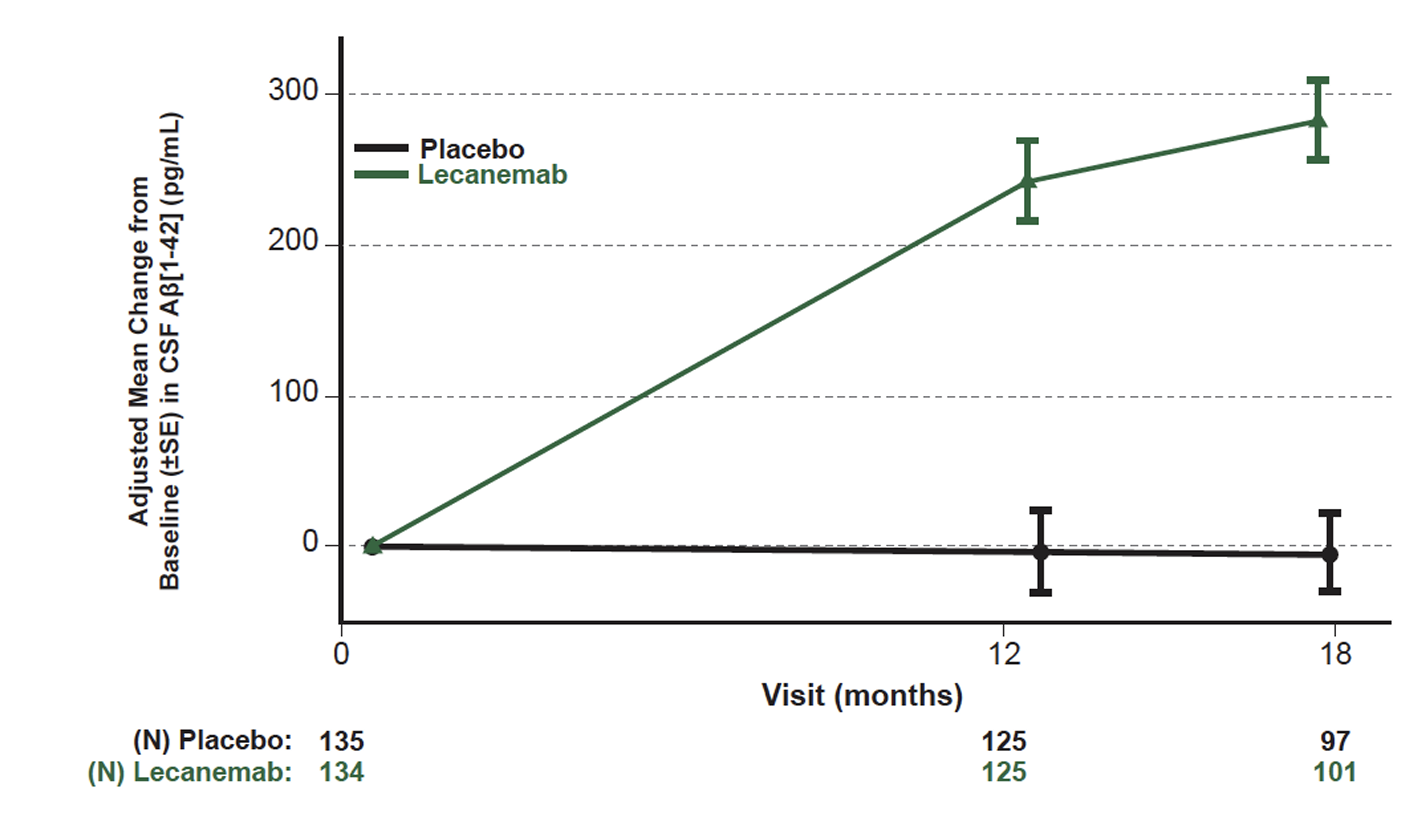 300
Placebo
Lecanemab
200
100
0
Adjusted Mean Change from
Baseline (±SE) in CSF Aβ[1-42] (pg/mL)
0 12 18
Visit (months)
(N) Placebo: 135 125 97
(N) Lecanemab: 134 125 101